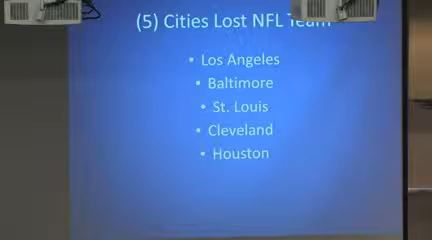 (5) Cities Lost NFL Team
• Los Angeles
• Baltimore
• St. Louis
• Cleveland
• Houston